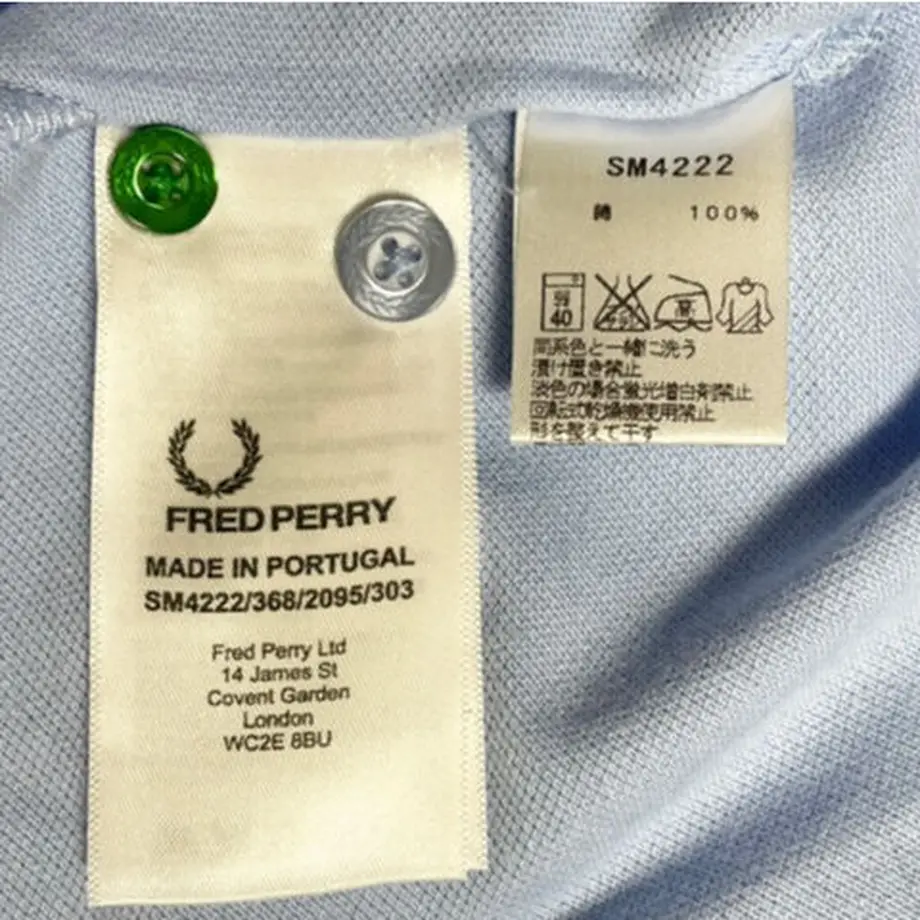 FRED PERRY
MADE IN PORTUGAL
SM4222/368/2095/303
Fred Perry Ltd
14 James St
Covent Garden
London
WC2E 8BU
SM4222
綿 100%
弱
40
高
同系色と一緒に洗う
漬け置き禁止
淡色の場合蛍光増白剤禁止
回転式乾燥機使用禁止
形を整えて干す